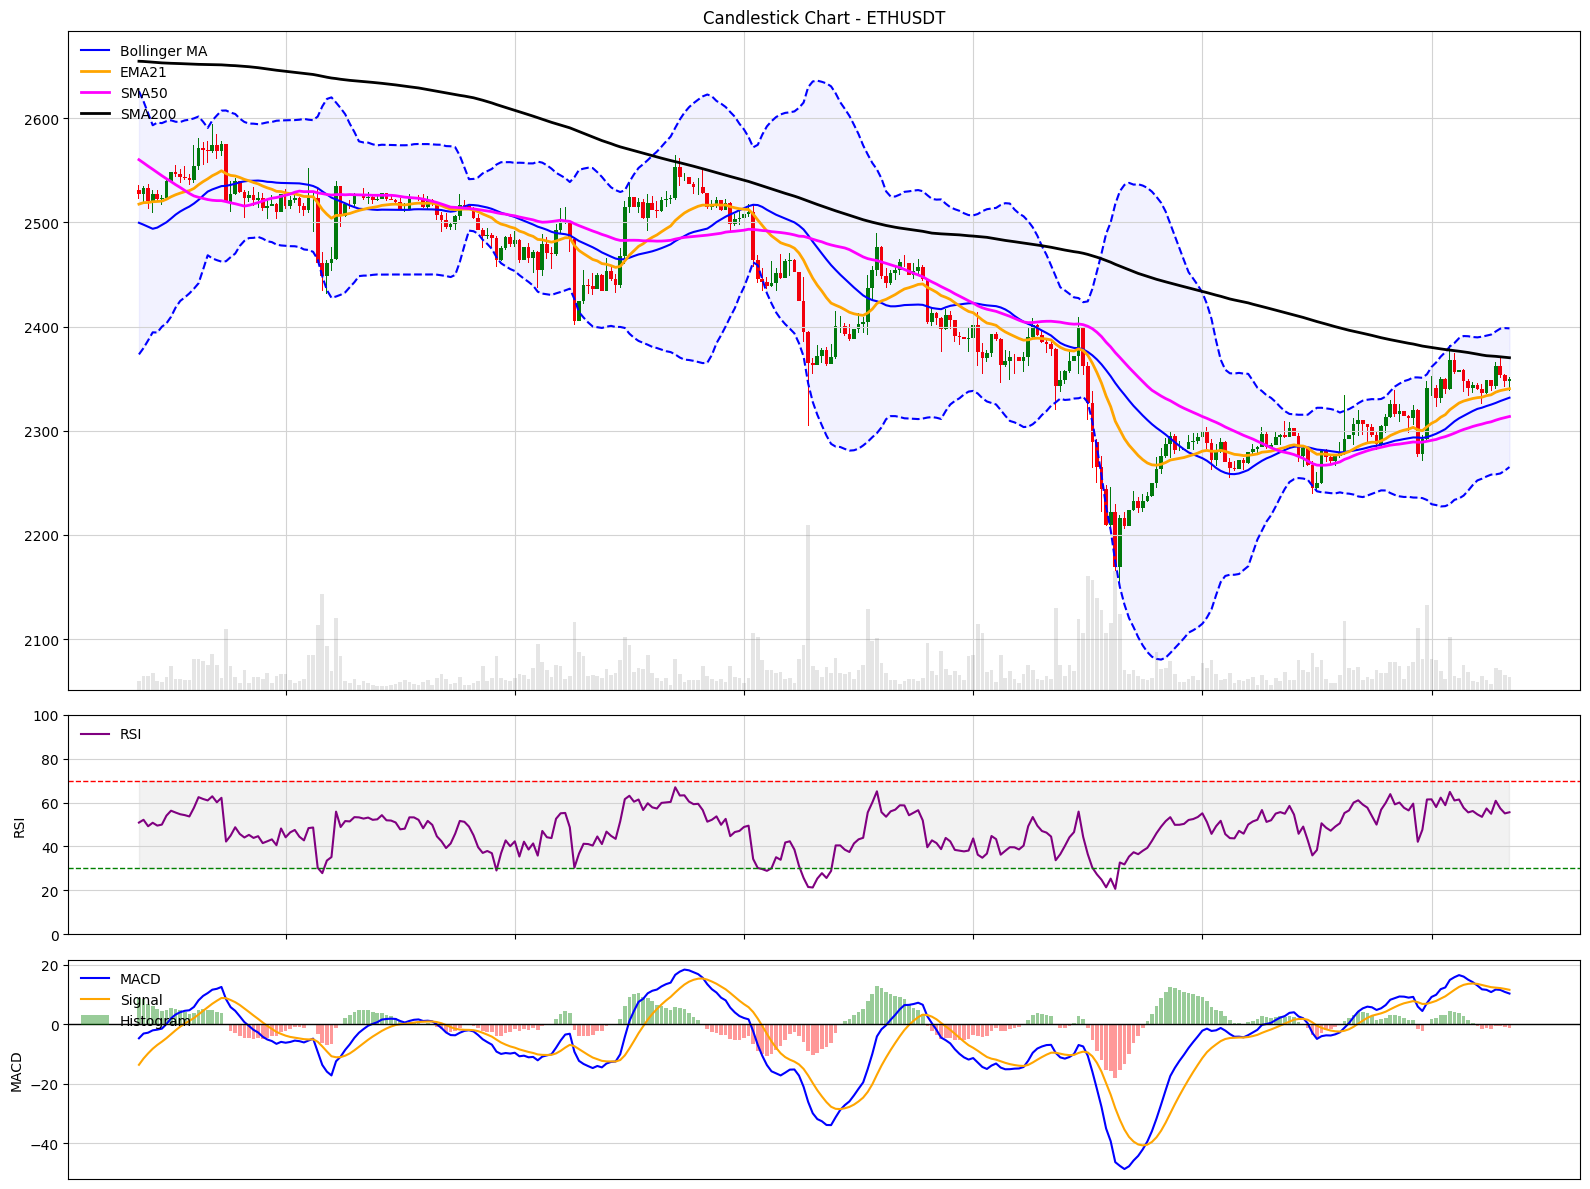 Candlestick Chart - ETHUSDT
Bollinger MA
EMA21
SMA50
SMA200
2600
2500
2400
2300
2200
2100
RSI
100
80
60
40
20
0
RSI
MACD
Signal
Histogram
20
0
−20
−40
MACD